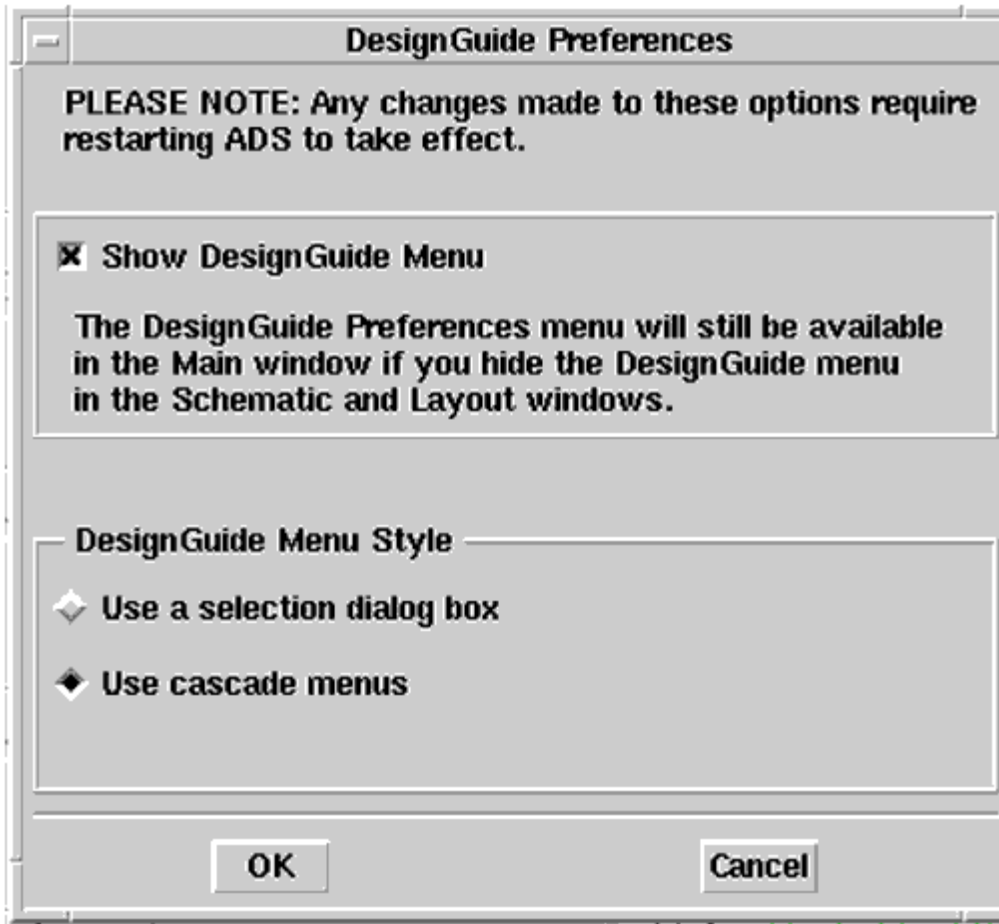 DesignGuide Preferences
PLEASE NOTE: Any changes made to these options require
restarting ADS to take effect.
Show DesignGuide Menu
The DesignGuide Preferences menu will still be available
in the Main window if you hide the DesignGuide menu
in the Schematic and Layout windows.
DesignGuide Menu Style
Use a selection dialog box
Use cascade menus
OK
Cancel